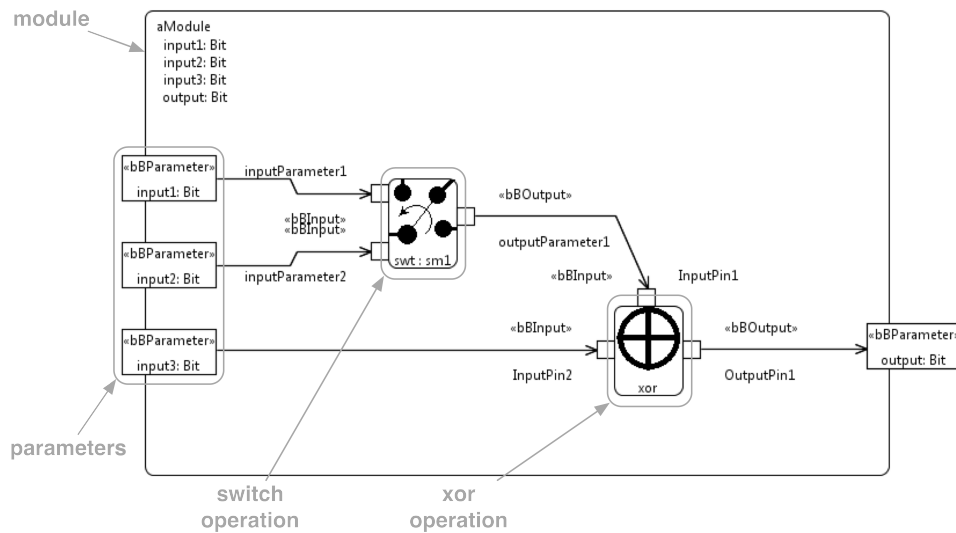 module
aModule
input1: Bit
input2: Bit
input3: Bit
output: Bit
«bBParameter»
input1: Bit
inputParameter1
«bBInput»
«bBInput»
«bBOutput»
outputParameter1
«bBParameter»
input2: Bit
inputParameter2
swt : sm1
«bBInput»
InputPin1
«bBParameter»
input3: Bit
«bBInput»
InputPin2
xor
«bBOutput»
OutputPin1
«bBParameter»
output: Bit
parameters
switch
operation
xor
operation